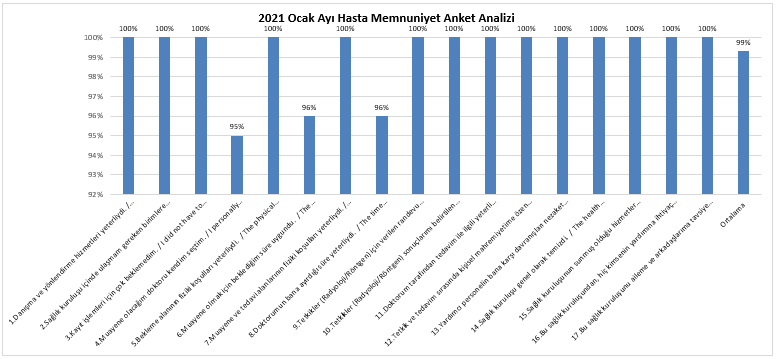 2021 Ocak Ayı Hasta Memnuniyet Anket Analizi
100% 100% 100% 95% 100% 96% 100% 96% 100% 100% 100% 100% 100% 100% 100% 100% 100% 99%
100%
99%
98%
97%
96%
95%
94%
93%
92%
1.Danışma ve yönlendirme hizmetleri yeterliydi. /…
2.Sağlık kuruluşu içinde ulaşmam gereken birimlere…
3.Kayıt işlemleri için çok beklemedim. / I did not have to…
4.Muayene olacağım doktoru kendim seçtim. / I personally…
5.Bekleme alanının fiziki koşulları yeterliydi. / The physical…
6.Muayene olmak için beklediğim süre uygundu. / The…
7.Muayene ve tedavi alanlarının fiziki koşulları yeterliydi. /…
8.Doktorumun bana ayırdığı süre yeterliydi. / The time…
9.Tetkikler (Radyoloji/Röntgen) için verilen randevu…
10.Tetkikler (Radyoloji/Röntgen) sonuçlarımı belirtilen…
11.Doktorum tarafından tedavim ile ilgili yeterli…
12.Tetkik ve tedavim sırasında kişisel mahremiyetime özen…
13.Yardımcı personelin bana karşı davranışları nezaket…
14.Sağlık kuruluşu genel olarak temizdi. / The health…
15.Sağlık kuruluşunun sunmuş olduğu hizmetler…
16.Bu sağlık kuruluşundan, hiç kimsenin yardımına ihtiyaç…
17.Bu sağlık kuruluşunu aileme ve arkadaşlarıma tavsiye…
Ortalama